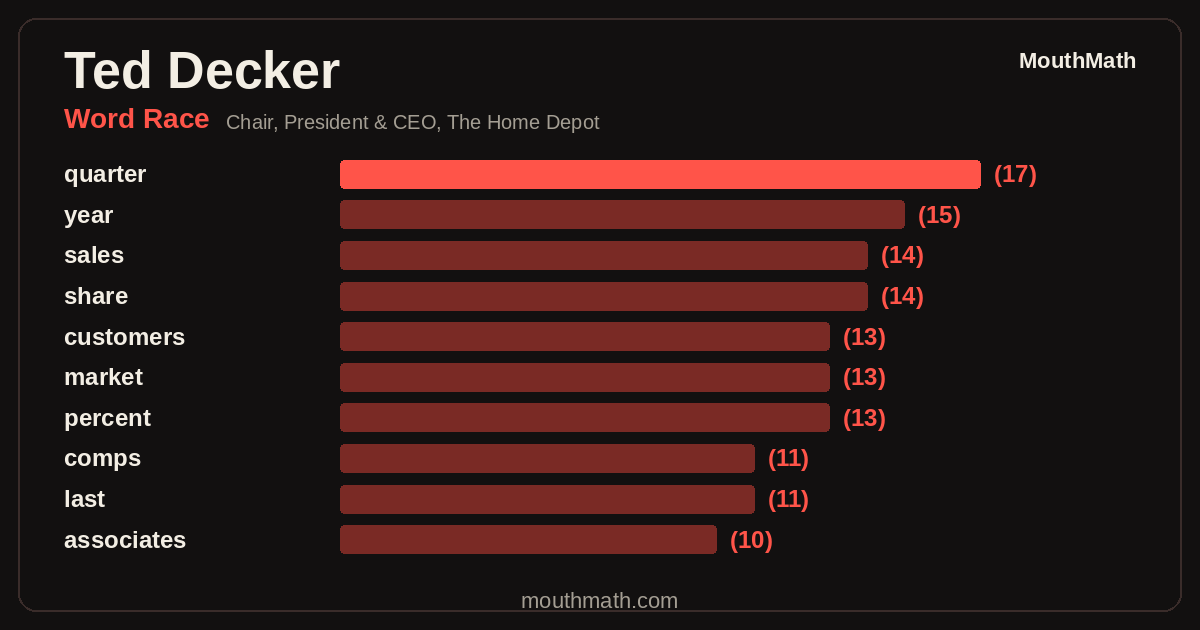 Ted Decker
MouthMath
Word Race Chair, President & CEO, The Home Depot
quarter (17)
year (15)
sales (14)
share (14)
customers (13)
market (13)
percent (13)
comps (11)
last (11)
associates (10)
mouthmath.com